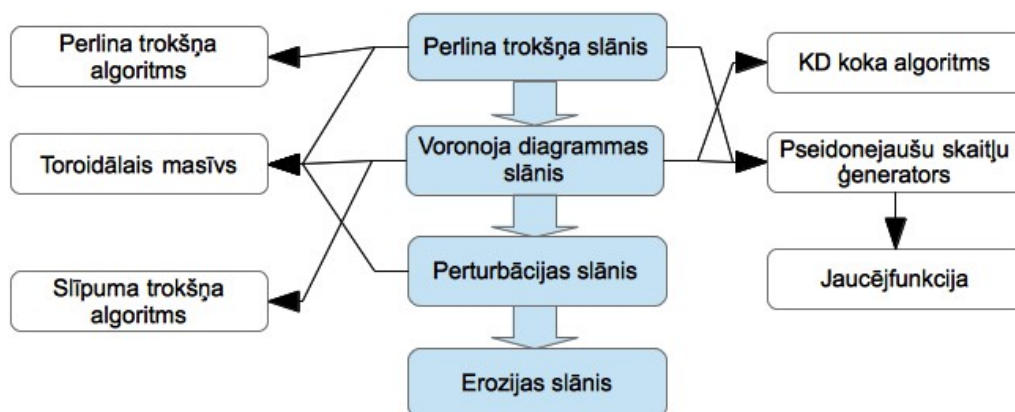 Perlina trokšņa
algoritms
Toroidālais masīvs
Slīpuma trokšņa
algoritms
Perlina trokšņa slānis
Voronoja diagrammas
slānis
Perturbācijas slānis
Erozijas slānis
KD koka algoritms
Pseidonejaušu skaitļu
ģenerators
Jaucējfunkcija